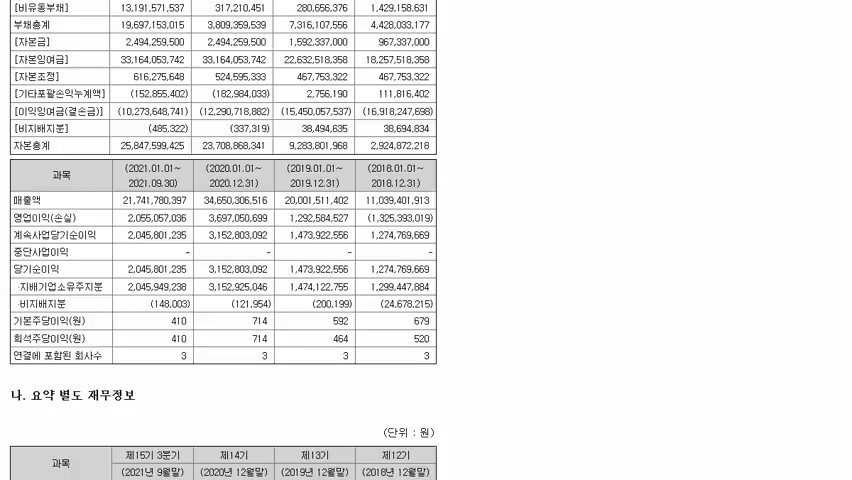 [비유동부채] 13,191,571,537 317,210,451 280,656,376 1,429,158,631
부채총계 19,697,153,015 3,809,359,539 7,316,107,556 4,428,033,177
[자본금] 2,494,259,500 2,494,259,500 1,592,337,000 967,337,000
[자본잉여금] 33,164,053,742 33,164,053,742 22,632,518,358 18,257,518,358
[자본조정] 616,275,648 524,595,333 467,753,322 467,753,322
[기타포괄손익누계액] (152,855,402) (182,984,033) 2,756,190 111,816,402
[이익잉여금(결손금)] (10,273,648,741) (12,290,718,882) (15,450,057,537) (16,918,247,698)
[비지배지분] (485,322) (337,319) 38,494,635 38,694,834
자본총계 25,847,599,425 23,708,868,341 9,283,801,968 2,924,872,218
과목 (2021.01.01~ (2020.01.01~ (2019.01.01~ (2018.01.01~
2021.09.30) 2020.12.31) 2019.12.31) 2018.12.31)
매출액 21,741,780,397 34,650,306,516 20,001,511,402 11,039,401,913
영업이익(손실) 2,055,057,036 3,697,050,699 1,292,584,527 (1,325,393,019)
계속사업당기순이익 2,045,801,235 3,152,803,092 1,473,922,556 1,274,769,669
중단사업이익 - - - -
당기순이익 2,045,801,235 3,152,803,092 1,473,922,556 1,274,769,669
·지배기업소유주지분 2,045,949,238 3,152,925,046 1,474,122,755 1,299,447,884
·비지배지분 (148,003) (121,954) (200,199) (24,678,215)
기본주당이익(원) 410 714 592 679
희석주당이익(원) 410 714 464 520
연결에 포함된 회사수 3 3 3 3
나. 요약 별도 재무정보
(단위 : 원)
과목 제15기 3분기 제14기 제13기 제12기
(2021년 9월말) (2020년 12월말) (2019년 12월말) (2018년 12월말)